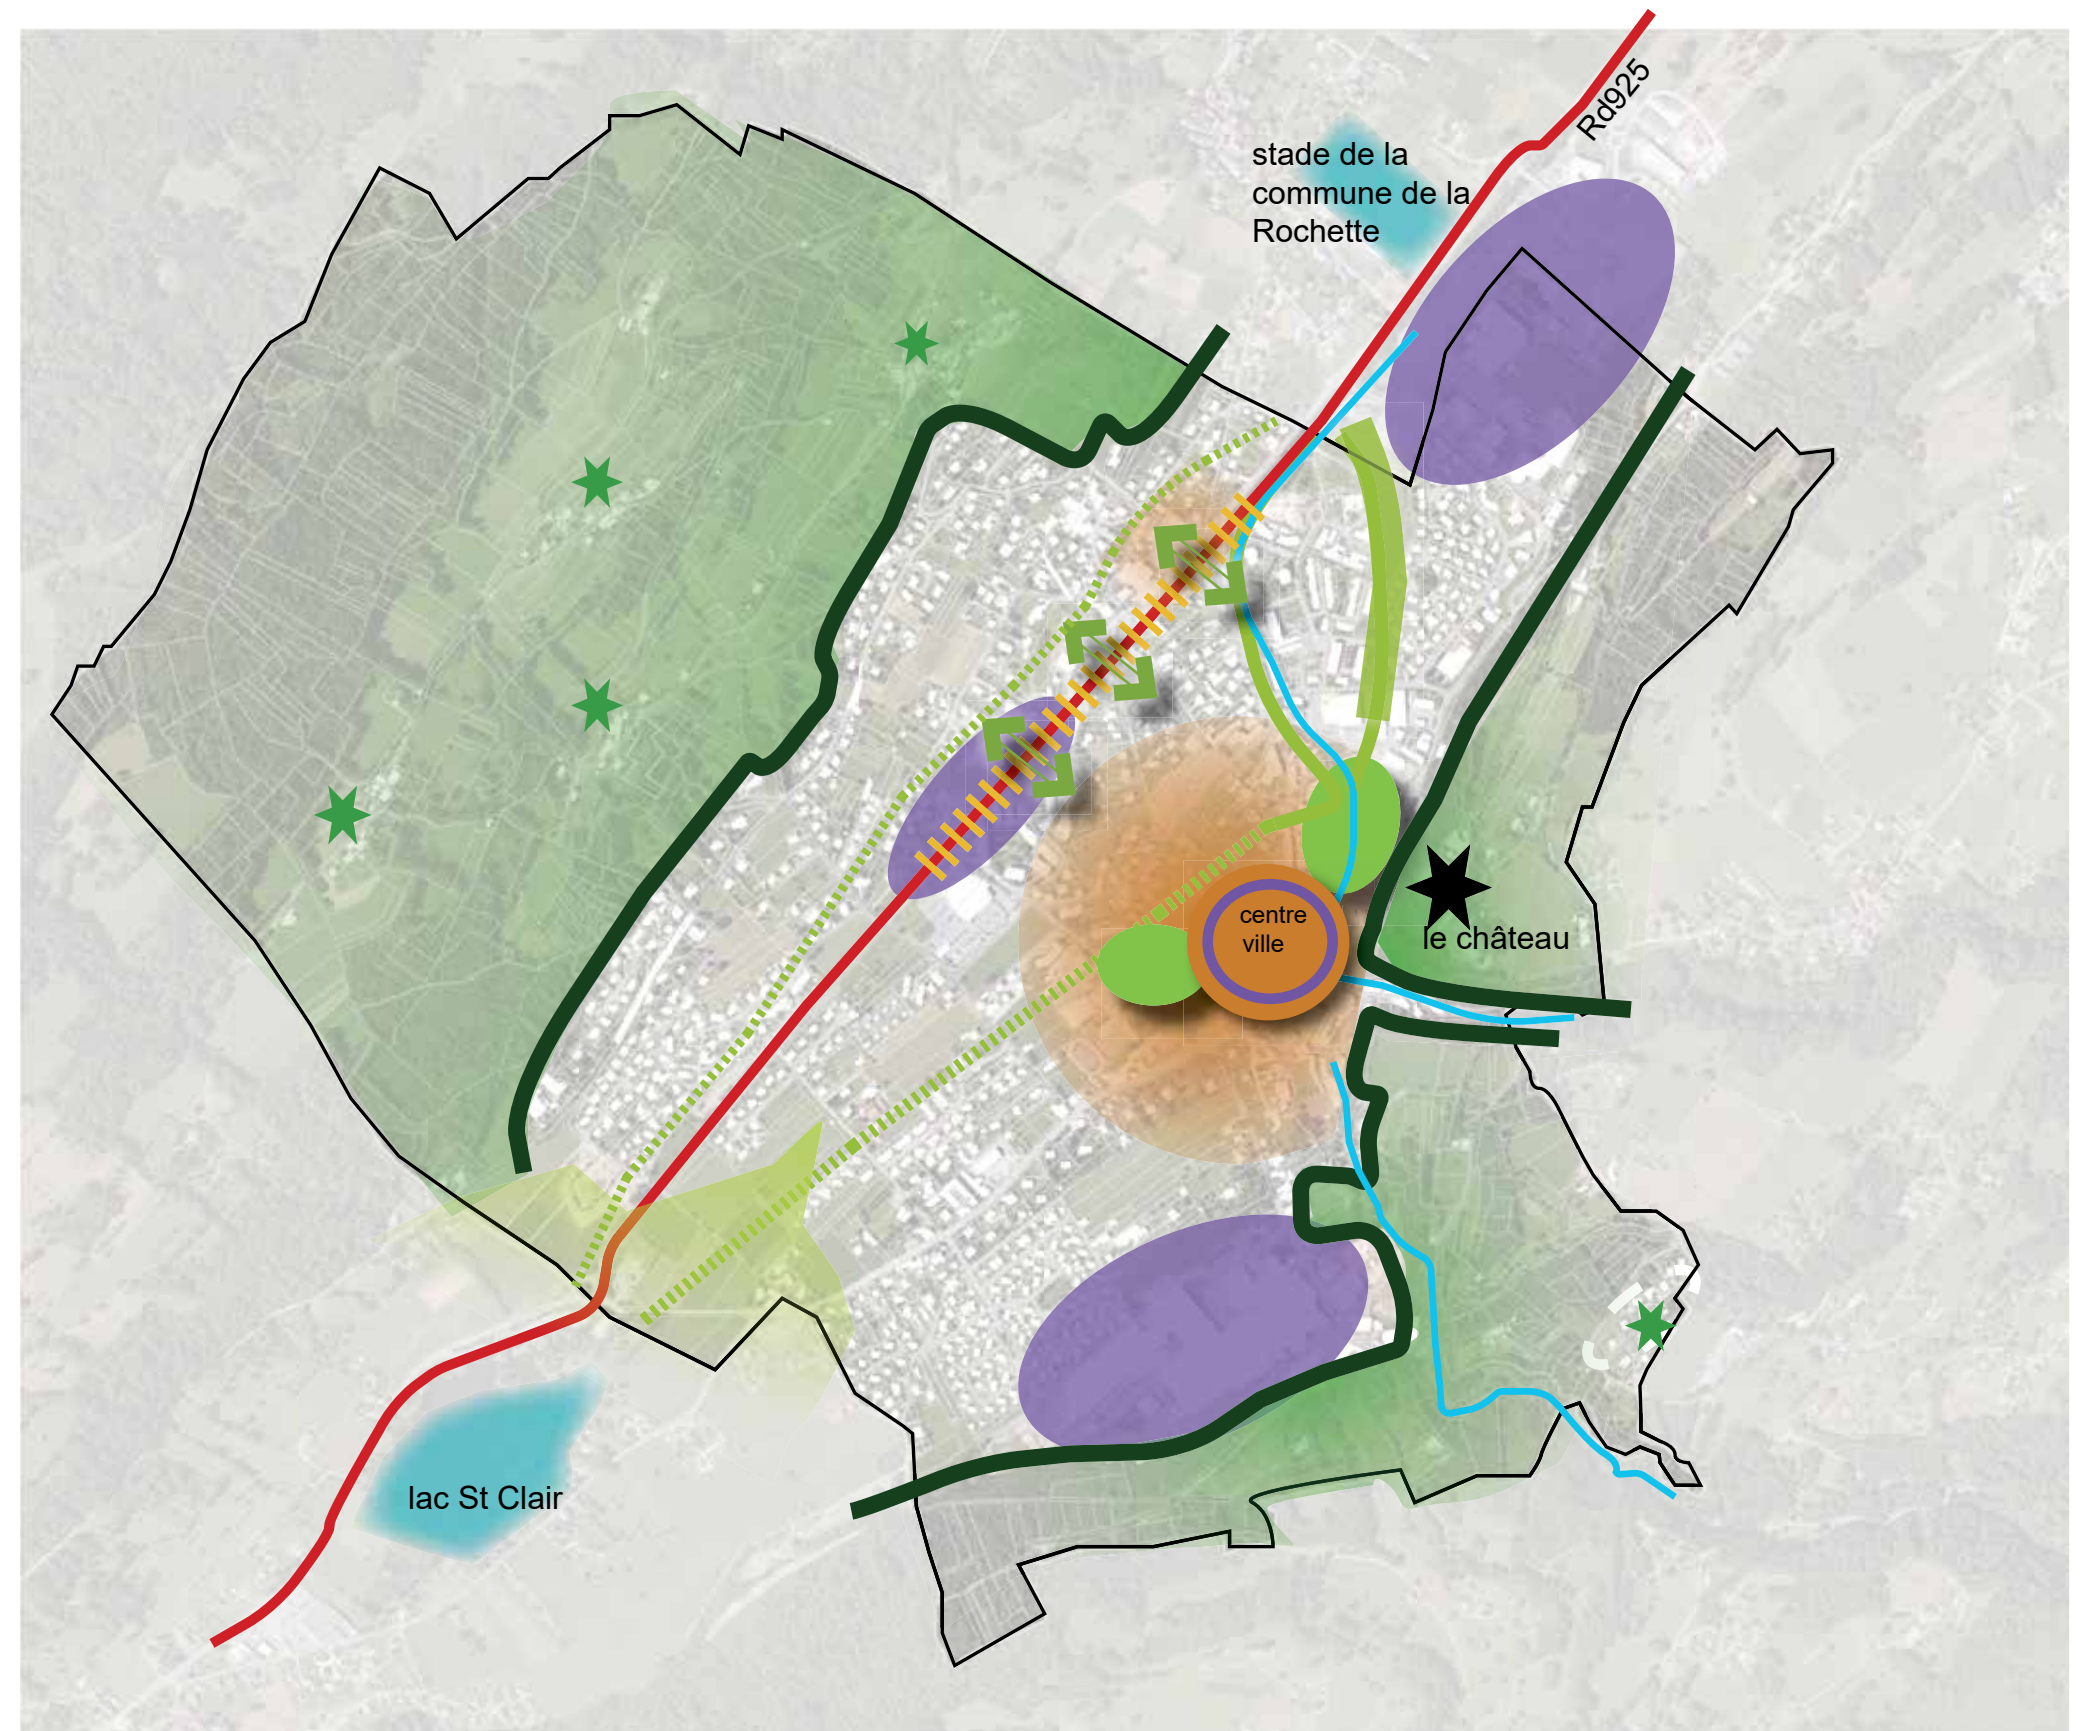 Rd925
stade de la
commune de la
Rochette
centre
ville
le château
lac St Clair